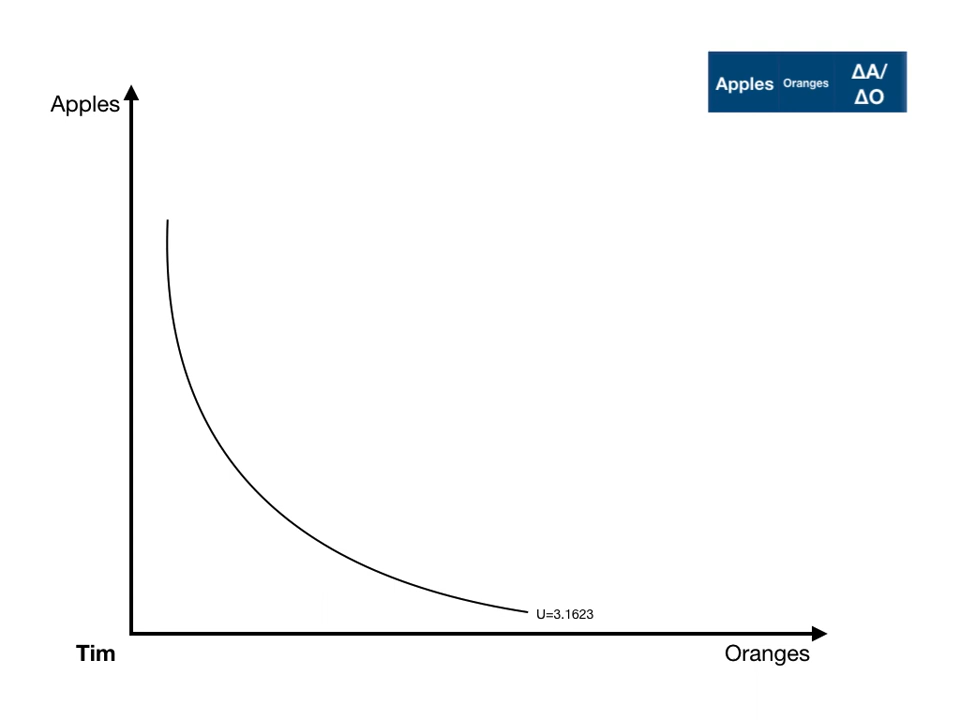 Apples
Apples Oranges ΔA/
ΔO
U=3.1623
Tim
Oranges